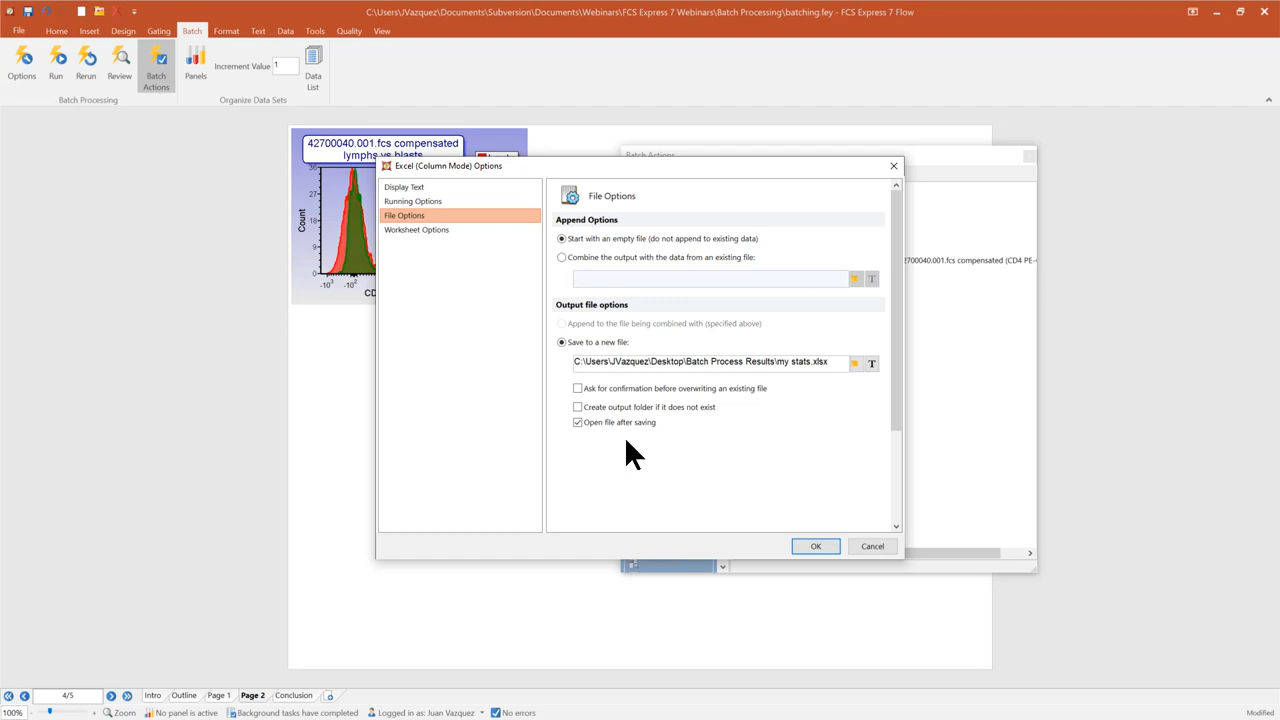 C:\Users\JVazquez\Documents\Subversion\Documents\Webinars\FCS Express 7 Webinars\Batch Processing\batching.fey - FCS Express 7 Flow
File Home Insert Design Gating Batch Format Text Data Tools Quality View
Options Run Rerun Review Batch Actions Panels Increment Value 1 Data List
Batch Processing Organize Data Sets
42700040.001.fcs compensated
lymphs vs blasts
Count
36
27
18
9
0
-10³ -10²
Batch Actions
2700040.001.fcs compensated (CD4 PE-
Excel (Column Mode) Options
Display Text
Running Options
File Options
Worksheet Options
File Options
Append Options
Start with an empty file (do not append to existing data)
Combine the output with the data from an existing file:
T
Output file options
Append to the file being combined with (specified above)
Save to a new file:
C:\Users\JVazquez\Desktop\Batch Process Results\my stats.xlsx T
Ask for confirmation before overwriting an existing file
Create output folder if it does not exist
Open file after saving
OK Cancel
4/5 Intro Outline Page 1 Page 2 Conclusion
100% - + Zoom No panel is active Background tasks have completed Logged in as: Juan Vazquez No errors Modified